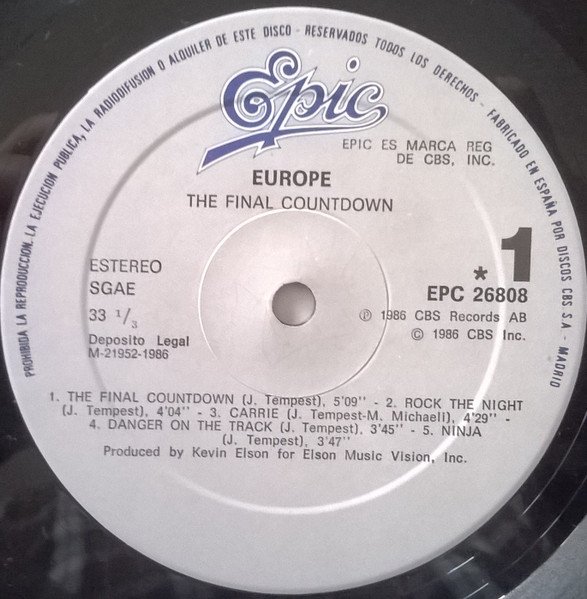 PROHIBIDA LA REPRODUCCION, LA EJECUCION PUBLICA, LA RADIODIFUSION O ALQUILER DE ESTE DISCO - RESERVADOS TODOS LOS DERECHOS - FABRICADO EN ESPAÑA POR DISCOS CBS S.A. - MADRID
Epic
EPIC ES MARCA REG
DE CBS, INC.
EUROPE
THE FINAL COUNTDOWN
ESTEREO
SGAE
33 1/3
Deposito Legal
M-21952-1986
* 1
EPC 26808
℗ 1986 CBS Records AB
© 1986 CBS Inc.
1. THE FINAL COUNTDOWN (J. Tempest), 5'09" - 2. ROCK THE NIGHT
(J. Tempest), 4'04" - 3. CARRIE (J. Tempest-M. Michaeli), 4'29" -
4. DANGER ON THE TRACK (J. Tempest), 3'45" - 5. NINJA
(J. Tempest), 3'47"
Produced by Kevin Elson for Elson Music Vision, Inc.